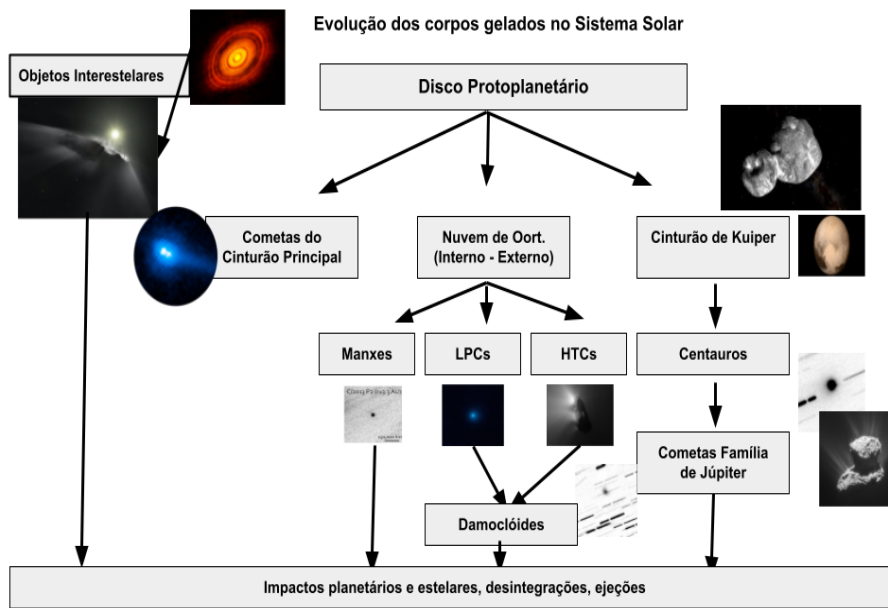 Evolução dos corpos gelados no Sistema Solar
Objetos Interestelares
Disco Protoplanetário
Cometas do
Cinturão Principal
Nuvem de Oort.
(Interno - Externo)
Cinturão de Kuiper
Manxes
LPCs
HTCs
Centauros
Cometas Família
de Júpiter
Damoclóides
Impactos planetários e estelares, desintegrações, ejeções